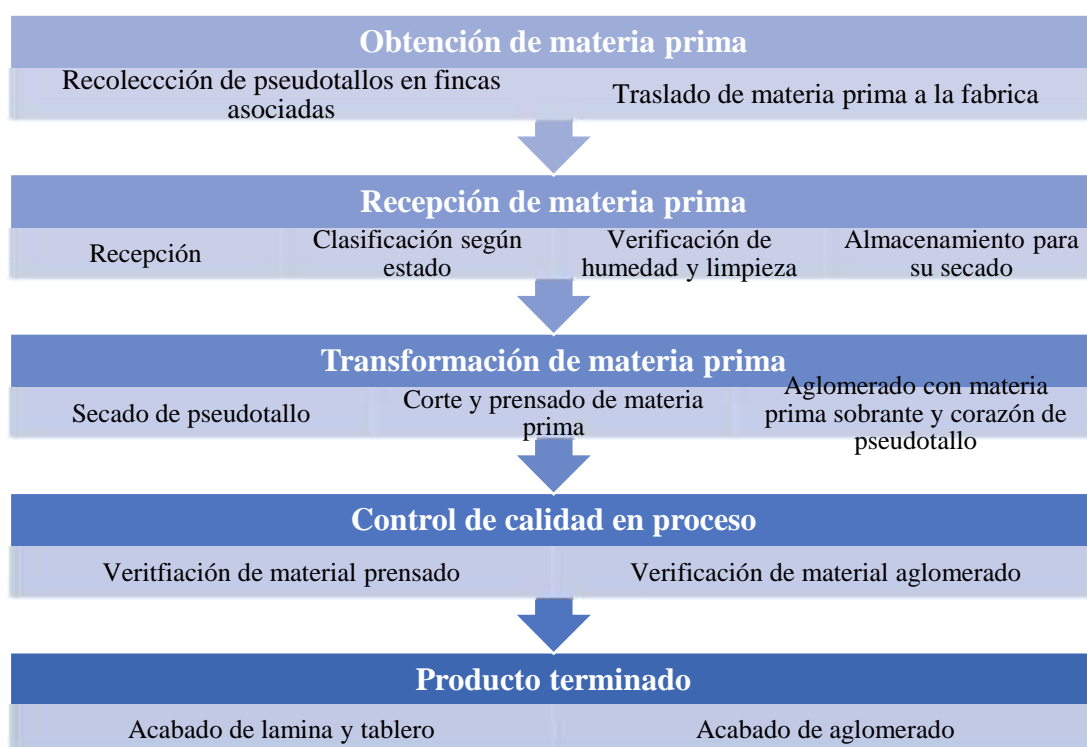 Obtención de materia prima
Recoleccción de pseudotallos en fincas
asociadas
Traslado de materia prima a la fabrica
Recepción de materia prima
Recepción
Clasificación según
estado
Verificación de
humedad y limpieza
Almacenamiento para
su secado
Transformación de materia prima
Secado de pseudotallo
Corte y prensado de materia
prima
Aglomerado con materia
prima sobrante y corazón de
pseudotallo
Control de calidad en proceso
Veritfiación de material prensado
Verificación de material aglomerado
Producto terminado
Acabado de lamina y tablero
Acabado de aglomerado